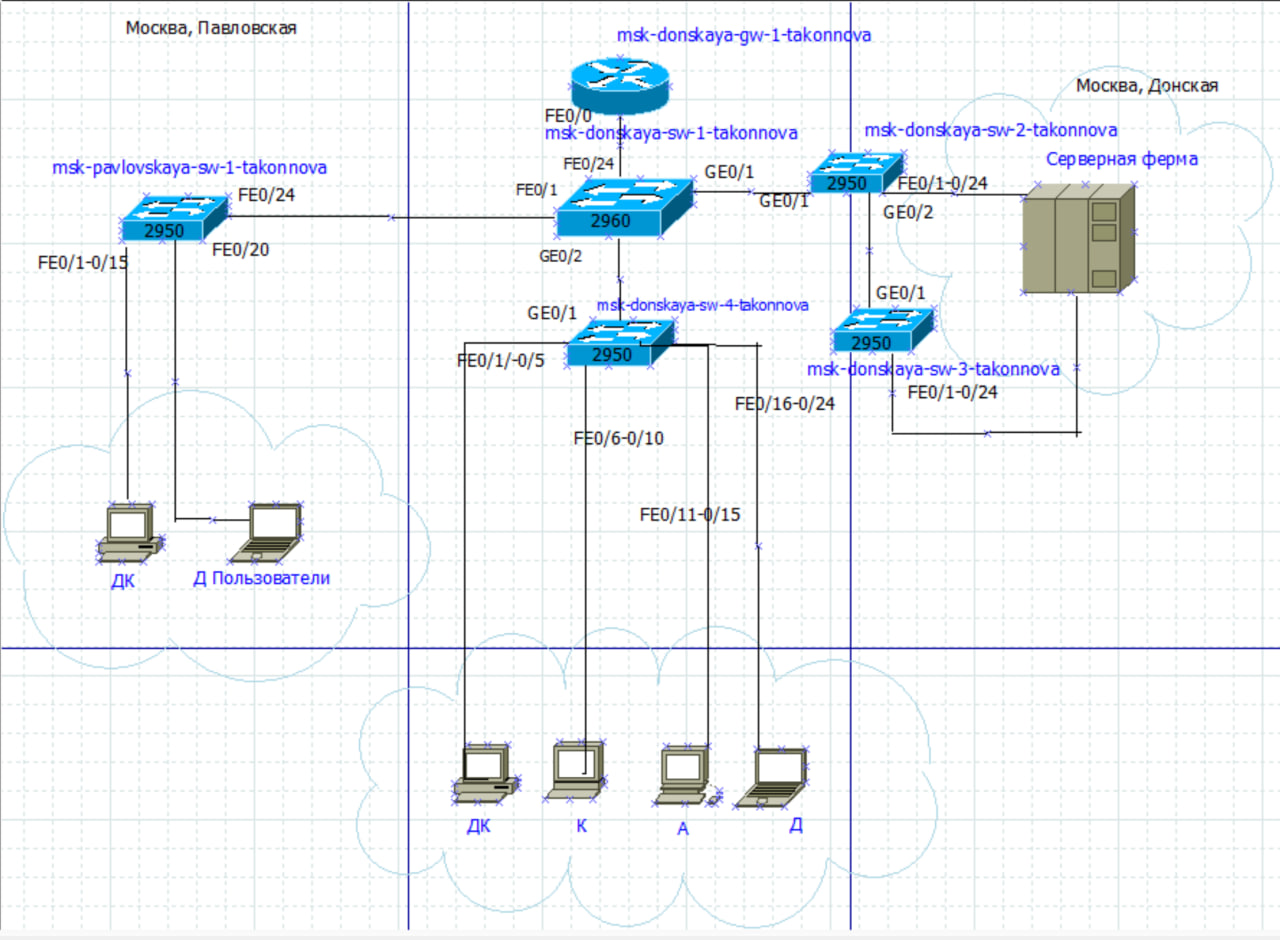 Москва, Павловская
msk-donskaya-gw-1-takonnova
Москва, Донская
FE0/0
msk-donskaya-sw-1-takonnova
msk-donskaya-sw-2-takonnova
Серверная ферма
msk-pavlovskaya-sw-1-takonnova
FE0/24
GE0/1
FE0/1
2950
FE0/1-0/24
FE0/24
GE0/1
GE0/2
2960
2950
FE0/20
GE0/2
FE0/1-0/15
GE0/1
msk-donskaya-sw-4-takonnova
GE0/1
2950
2950
FE0/1/-0/5
msk-donskaya-sw-3-takonnova
FE0/1-0/24
FE0/16-0/24
FE0/6-0/10
FE0/11-0/15
ДК
Д Пользователи
ДК
К
А
Д